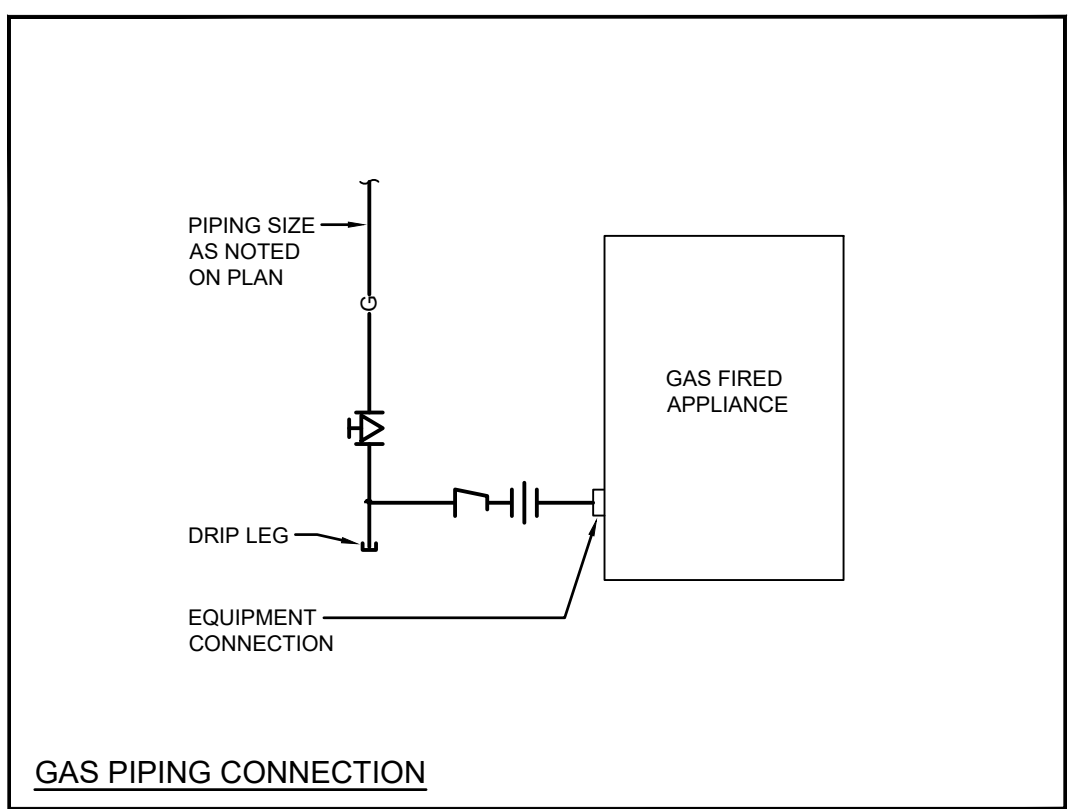 PIPING SIZE
AS NOTED
ON PLAN
G
GAS FIRED
APPLIANCE
DRIP LEG
EQUIPMENT
CONNECTION
GAS PIPING CONNECTION